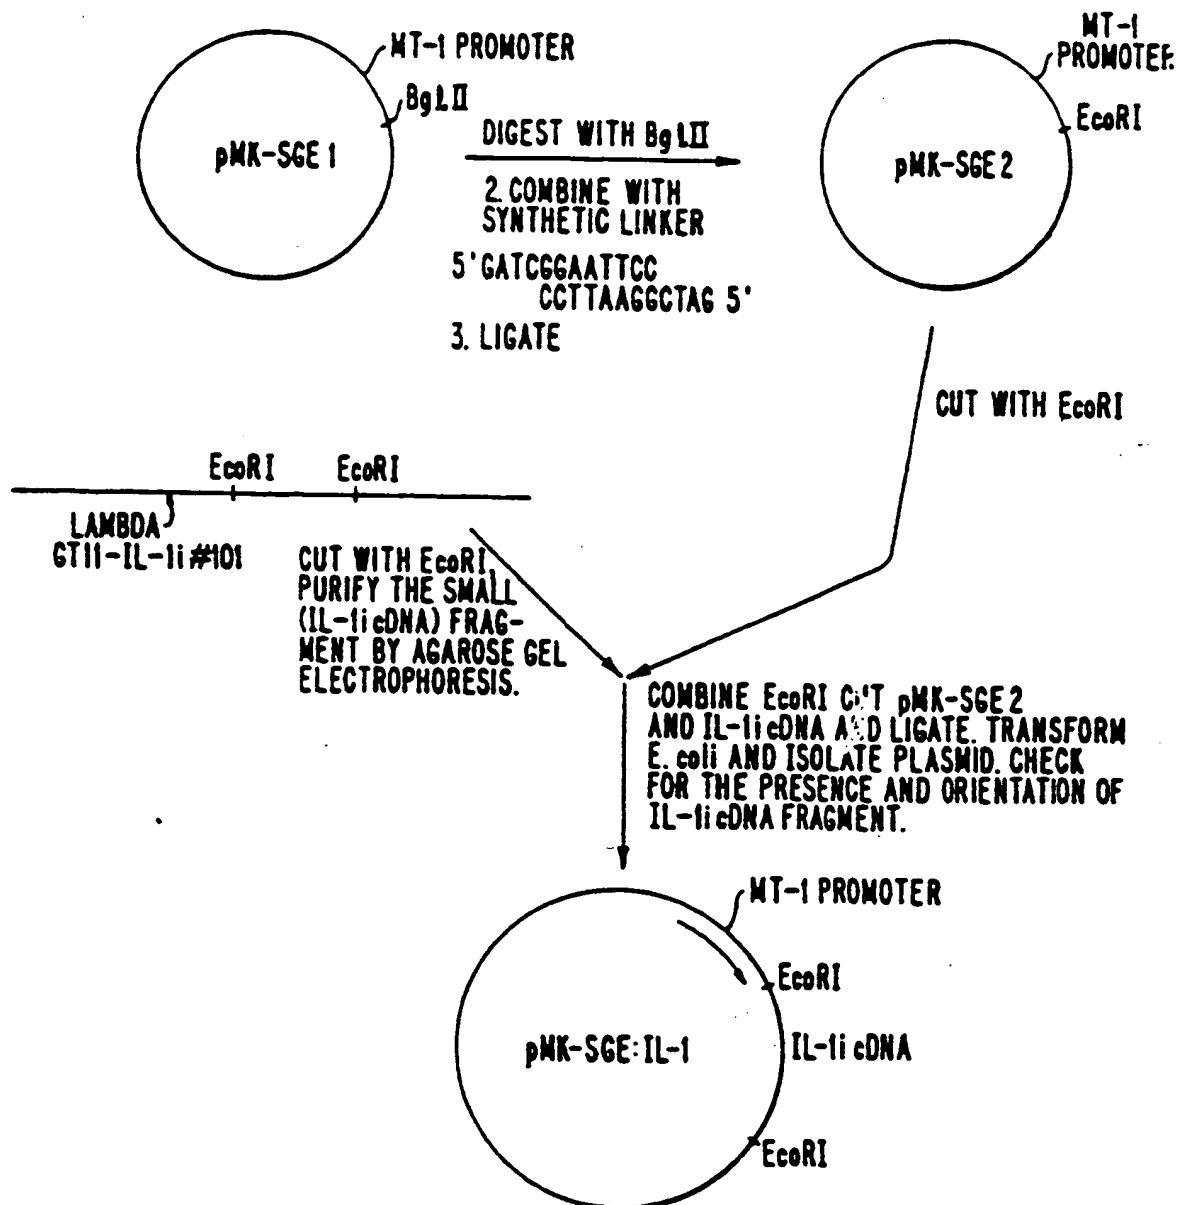 MT-1 PROMOTER
BglII
pMK-SGE 1
DIGEST WITH BglII
2. COMBINE WITH
SYNTHETIC LINKER
5'GATCGGAATTCC
CCTTAAGGCTAG 5'
3. LIGATE
MT-1
PROMOTER
EcoRI
pMK-SGE 2
CUT WITH EcoRI
EcoRI
EcoRI
LAMBDA
GT11-IL-1i #101
CUT WITH EcoRI,
PURIFY THE SMALL
(IL-1i cDNA) FRAG-
MENT BY AGAROSE GEL
ELECTROPHORESIS.
COMBINE EcoRI CUT pMK-SGE 2
AND IL-1i cDNA AND LIGATE. TRANSFORM
E. coli AND ISOLATE PLASMID. CHECK
FOR THE PRESENCE AND ORIENTATION OF
IL-1i cDNA FRAGMENT.
MT-1 PROMOTER
EcoRI
pMK-SGE:IL-1
IL-1i cDNA
EcoRI